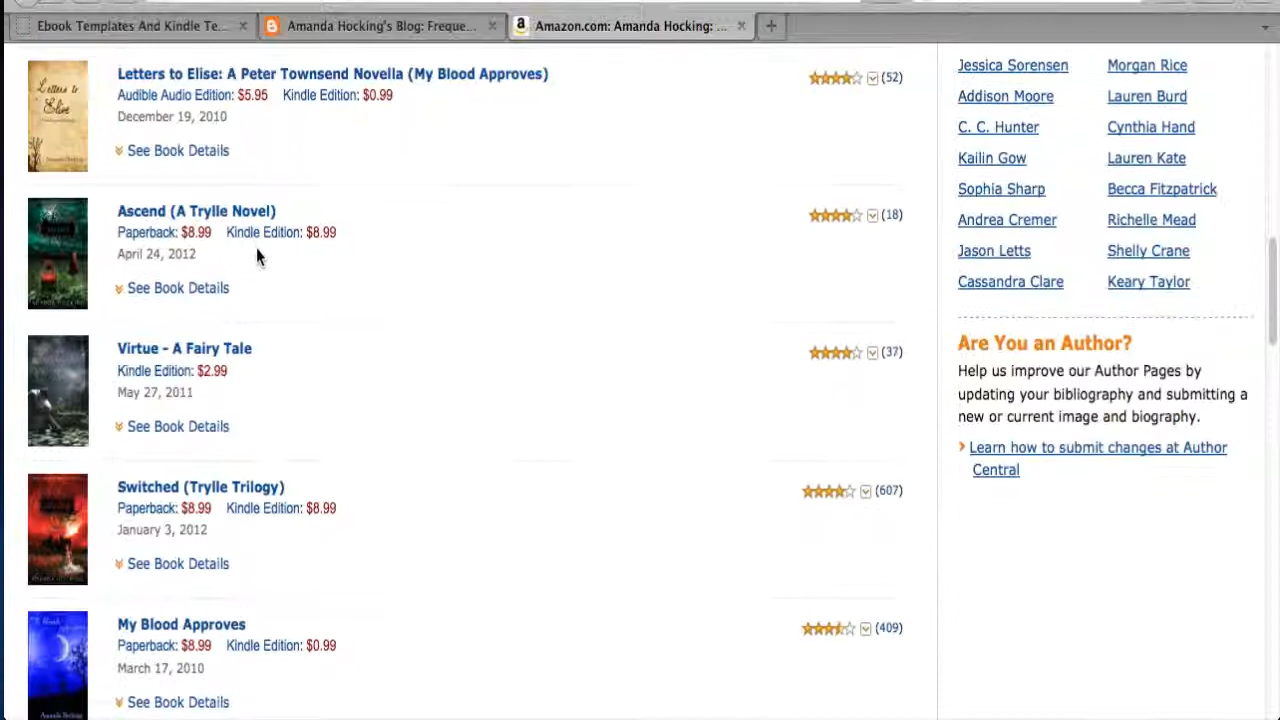 Ebook Templates And Kindle Te...
Amanda Hocking's Blog: Freque...
Amazon.com: Amanda Hocking: ...
Letters to Elise: A Peter Townsend Novella (My Blood Approves)
(52)
Audible Audio Edition: $5.95 Kindle Edition: $0.99
December 19, 2010
See Book Details
Ascend (A Trylle Novel)
(18)
Paperback: $8.99 Kindle Edition: $8.99
April 24, 2012
See Book Details
Virtue - A Fairy Tale
(37)
Kindle Edition: $2.99
May 27, 2011
See Book Details
Switched (Trylle Trilogy)
(607)
Paperback: $8.99 Kindle Edition: $8.99
January 3, 2012
See Book Details
My Blood Approves
(409)
Paperback: $8.99 Kindle Edition: $0.99
March 17, 2010
See Book Details
Jessica Sorensen Morgan Rice
Addison Moore Lauren Burd
C. C. Hunter Cynthia Hand
Kailin Gow Lauren Kate
Sophia Sharp Becca Fitzpatrick
Andrea Cremer Richelle Mead
Jason Letts Shelly Crane
Cassandra Clare Keary Taylor
Are You an Author?
Help us improve our Author Pages by
updating your bibliography and submitting a
new or current image and biography.
Learn how to submit changes at Author
Central
Letters to
Elise